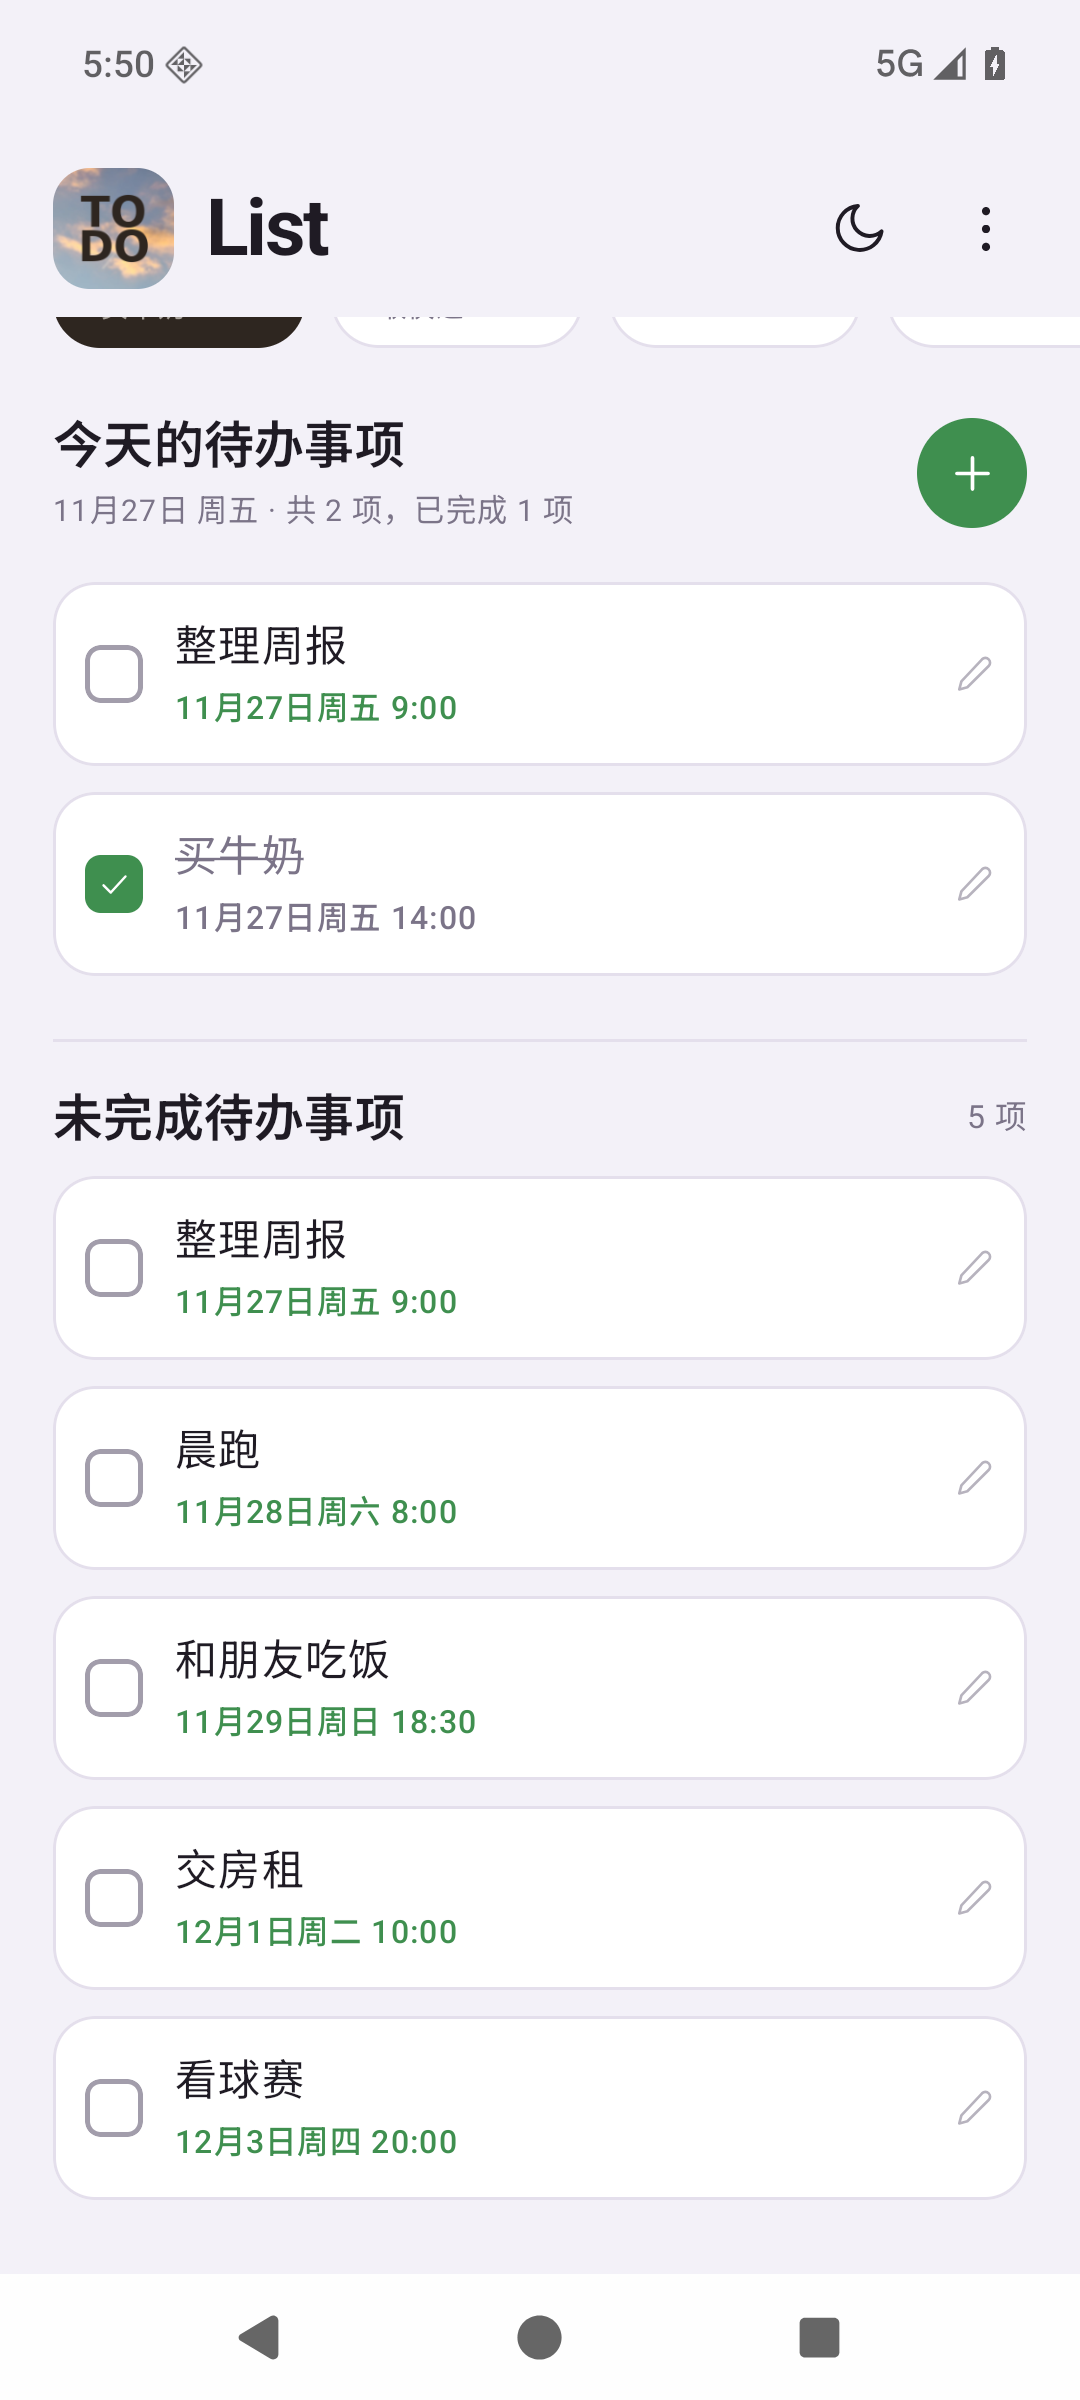 5:50
5G
TO
DO
List
今天的待办事项
11月27日 周五 · 共 2 项，已完成 1 项
整理周报
11月27日周五 9:00
买牛奶
11月27日周五 14:00
未完成待办事项
5 项
整理周报
11月27日周五 9:00
晨跑
11月28日周六 8:00
和朋友吃饭
11月29日周日 18:30
交房租
12月1日周二 10:00
看球赛
12月3日周四 20:00